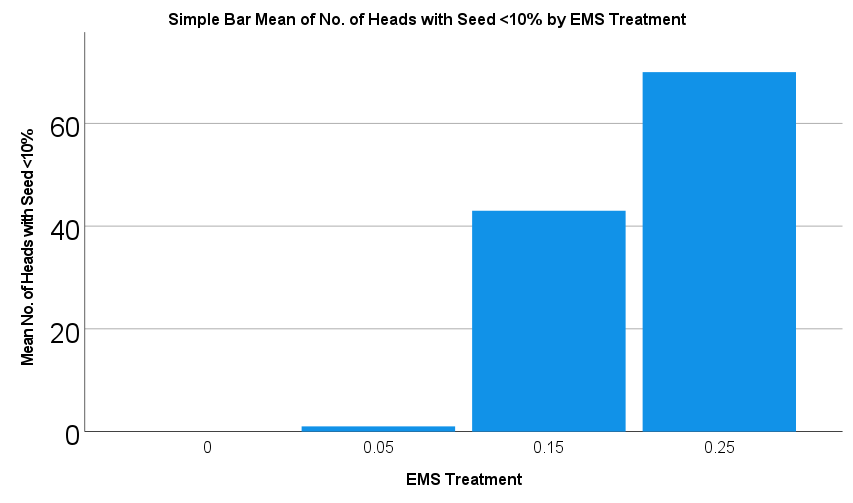 Simple Bar Mean of No. of Heads with Seed <10% by EMS Treatment
Mean No. of Heads with Seed <10%
60
40
20
0
0 0.05 0.15 0.25
EMS Treatment